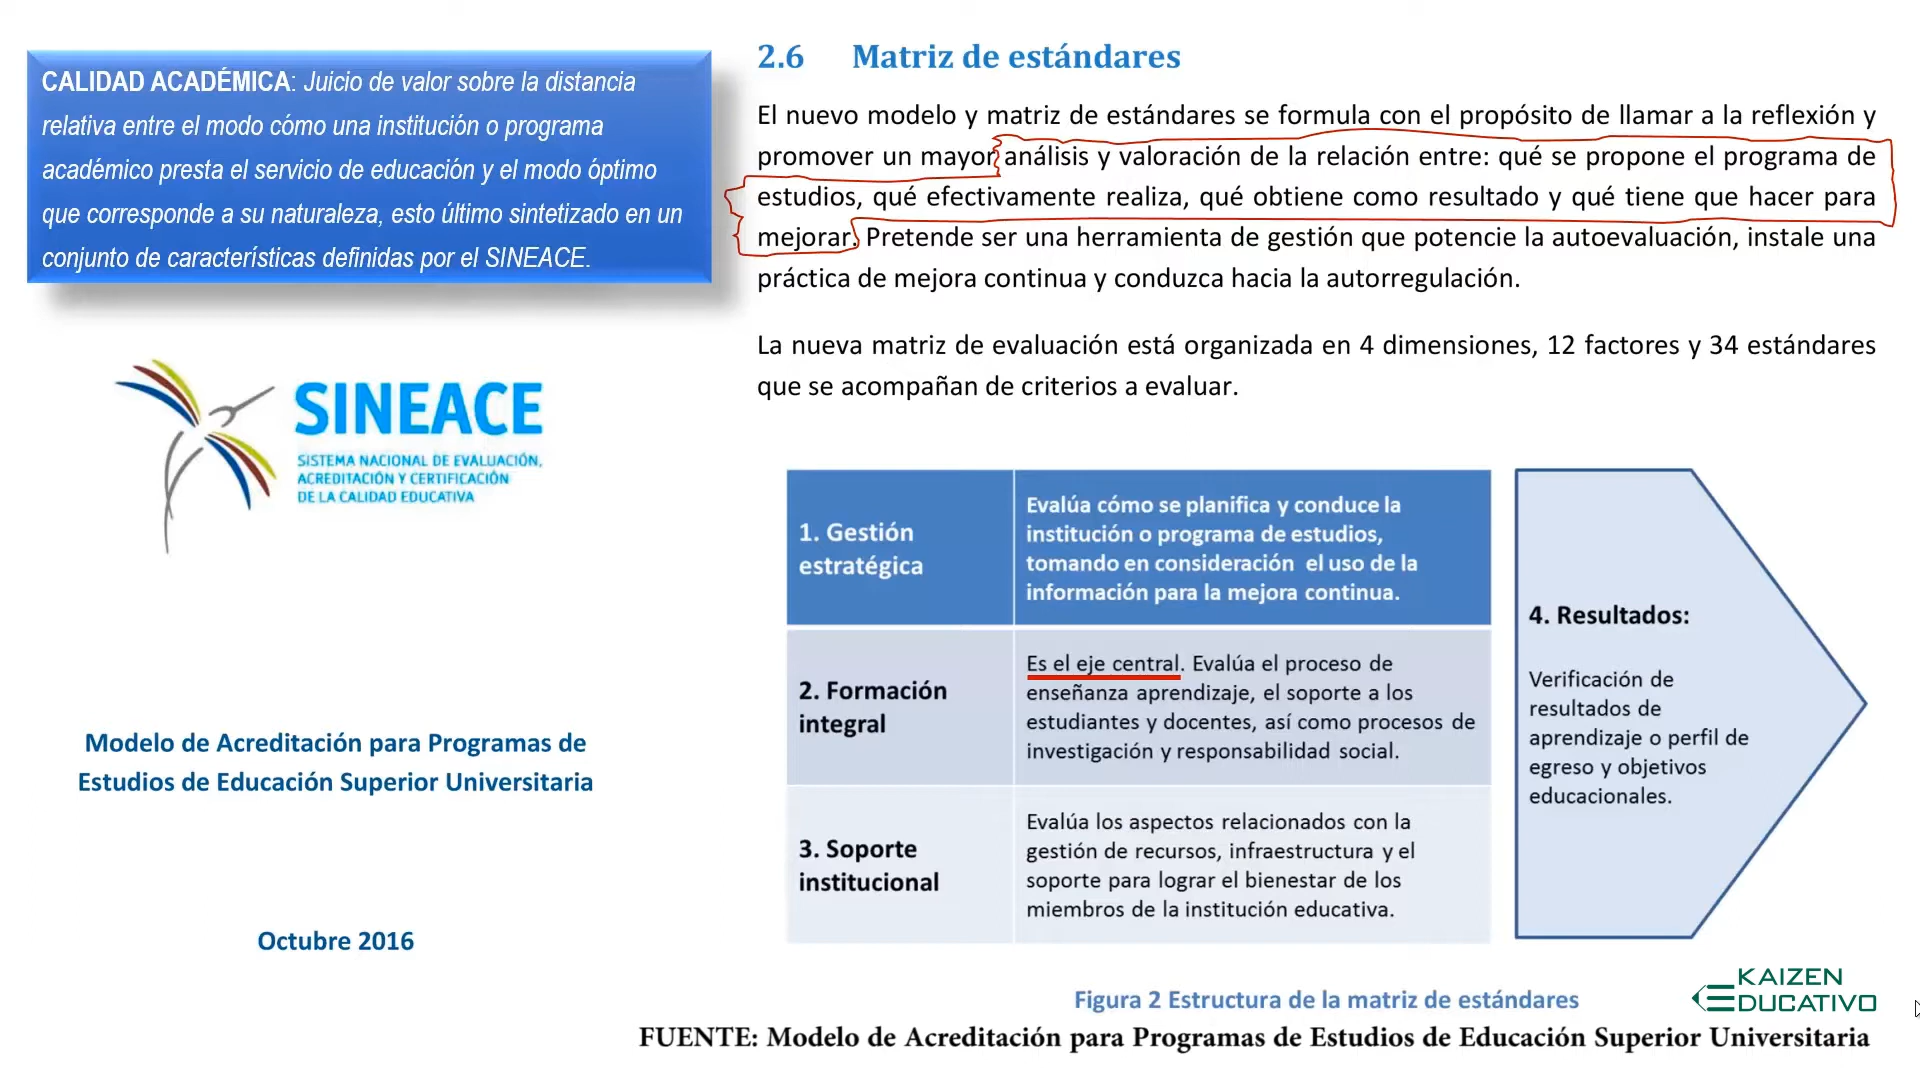 CALIDAD ACADÉMICA: Juicio de valor sobre la distancia
relativa entre el modo cómo una institución o programa
académico presta el servicio de educación y el modo óptimo
que corresponde a su naturaleza, esto último sintetizado en un
conjunto de características definidas por el SINEACE.
SINEACE
SISTEMA NACIONAL DE EVALUACIÓN,
ACREDITACIÓN Y CERTIFICACIÓN
DE LA CALIDAD EDUCATIVA
Modelo de Acreditación para Programas de
Estudios de Educación Superior Universitaria
Octubre 2016
2.6 Matriz de estándares
El nuevo modelo y matriz de estándares se formula con el propósito de llamar a la reflexión y
promover un mayor análisis y valoración de la relación entre: qué se propone el programa de
estudios, qué efectivamente realiza, qué obtiene como resultado y qué tiene que hacer para
mejorar. Pretende ser una herramienta de gestión que potencie la autoevaluación, instale una
práctica de mejora continua y conduzca hacia la autorregulación.
La nueva matriz de evaluación está organizada en 4 dimensiones, 12 factores y 34 estándares
que se acompañan de criterios a evaluar.
1. Gestión
estratégica
Evalúa cómo se planifica y conduce la
institución o programa de estudios,
tomando en consideración el uso de la
información para la mejora continua.
2. Formación
integral
Es el eje central. Evalúa el proceso de
enseñanza aprendizaje, el soporte a los
estudiantes y docentes, así como procesos de
investigación y responsabilidad social.
3. Soporte
institucional
Evalúa los aspectos relacionados con la
gestión de recursos, infraestructura y el
soporte para lograr el bienestar de los
miembros de la institución educativa.
4. Resultados:
Verificación de
resultados de
aprendizaje o perfil de
egreso y objetivos
educacionales.
Figura 2 Estructura de la matriz de estándares
KAIZEN
EDUCATIVO
FUENTE: Modelo de Acreditación para Programas de Estudios de Educación Superior Universitaria